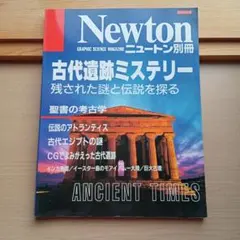 Newton
GRAPHIC SCIENCE MAGAZINE
ニュートン別冊
古代遺跡ミステリー
残された謎と伝説を探る
聖書の考古学
伝説のアトランティス
古代エジプトの謎
CGでよみがえった古代遺跡
ANCIENT TIMES